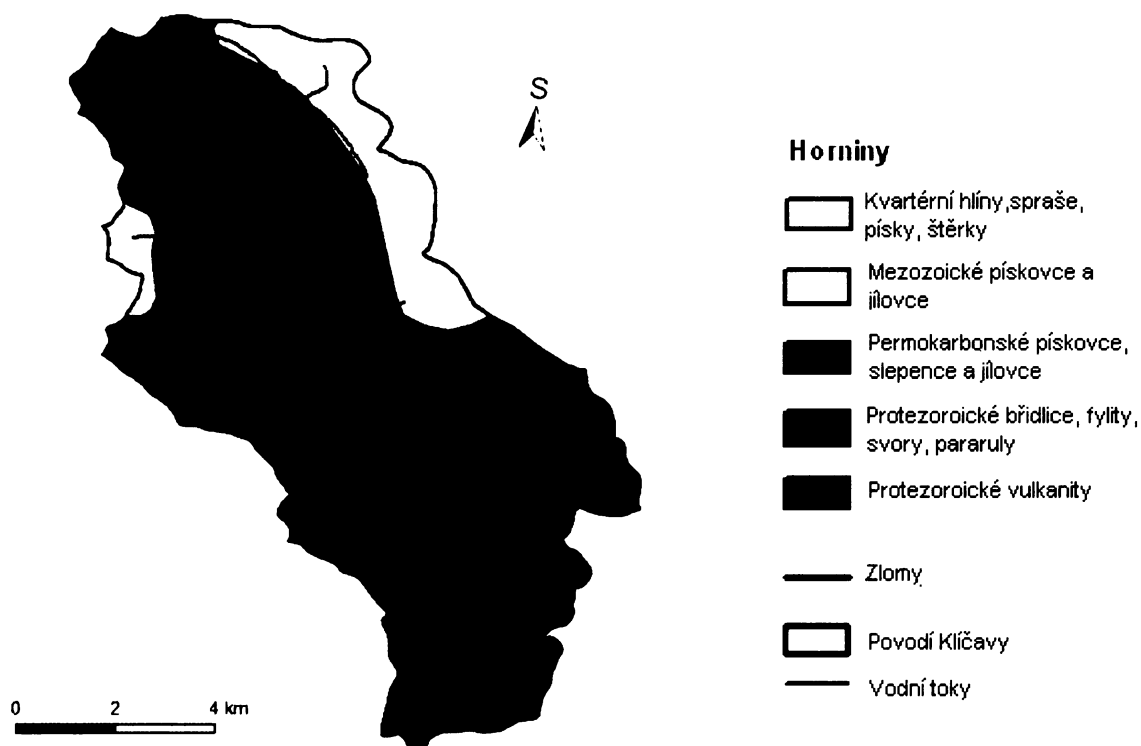 S
Horniny
Kvartérní hlíny,spraše,
písky, štěrky
Mezozoické pískovce a
jílovce
Permokarbonské pískovce,
slepence a jílovce
Protezoroické břidlice, fylity,
svory, pararuly
Protezoroické vulkanity
Zlomy
Povodí Klíčavy
Vodní toky
0 2 4 km